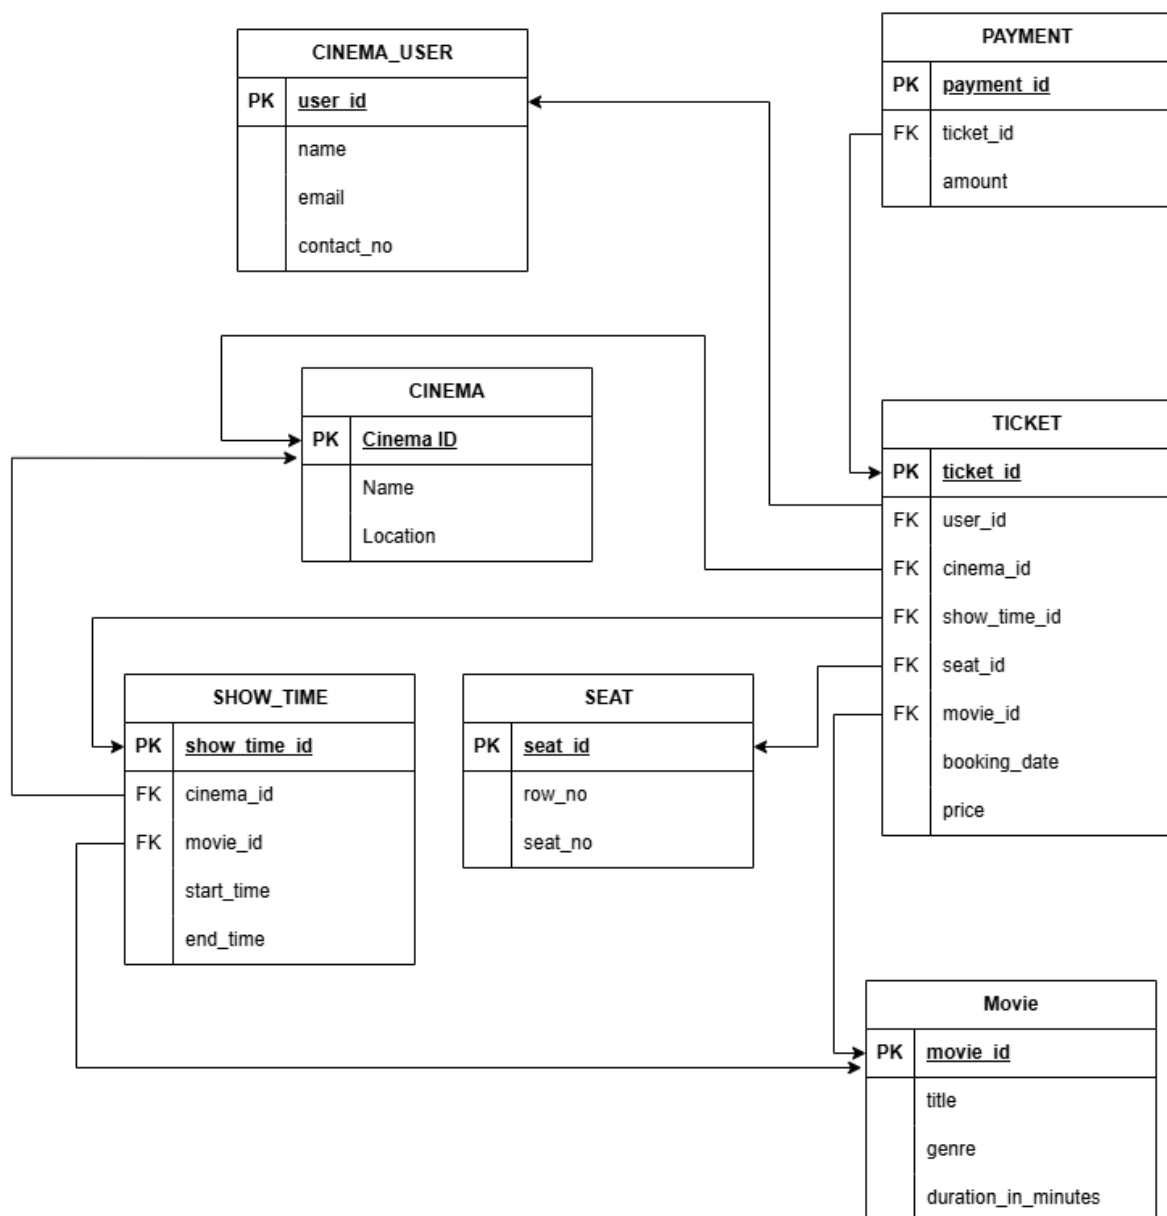 CINEMA_USER
PK user_id
name
email
contact_no
PAYMENT
PK payment_id
FK ticket_id
amount
CINEMA
PK Cinema ID
Name
Location
TICKET
PK ticket_id
FK user_id
FK cinema_id
FK show_time_id
FK seat_id
FK movie_id
booking_date
price
SHOW_TIME
PK show_time_id
FK cinema_id
FK movie_id
start_time
end_time
SEAT
PK seat_id
row_no
seat_no
Movie
PK movie_id
title
genre
duration_in_minutes